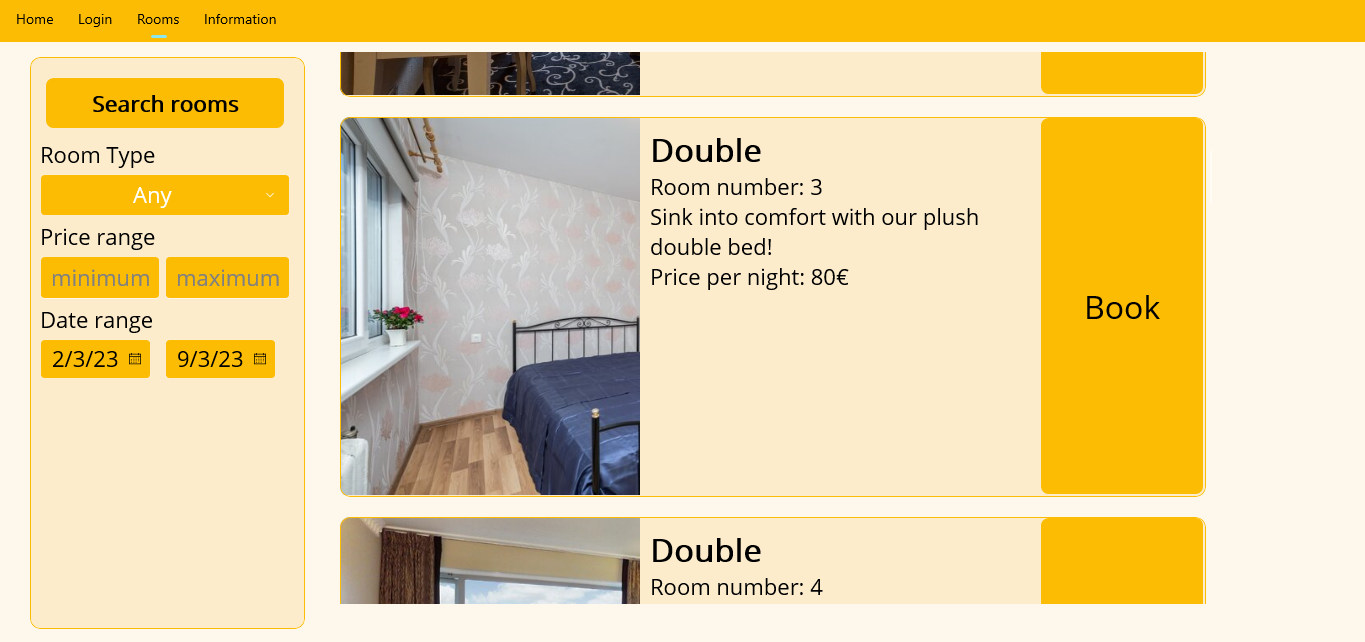 Home Login Rooms Information
Search rooms
Room Type
Any
Price range
minimum maximum
Date range
2/3/23 9/3/23
Double
Room number: 3
Sink into comfort with our plush
double bed!
Price per night: 80€
Book
Double
Room number: 4